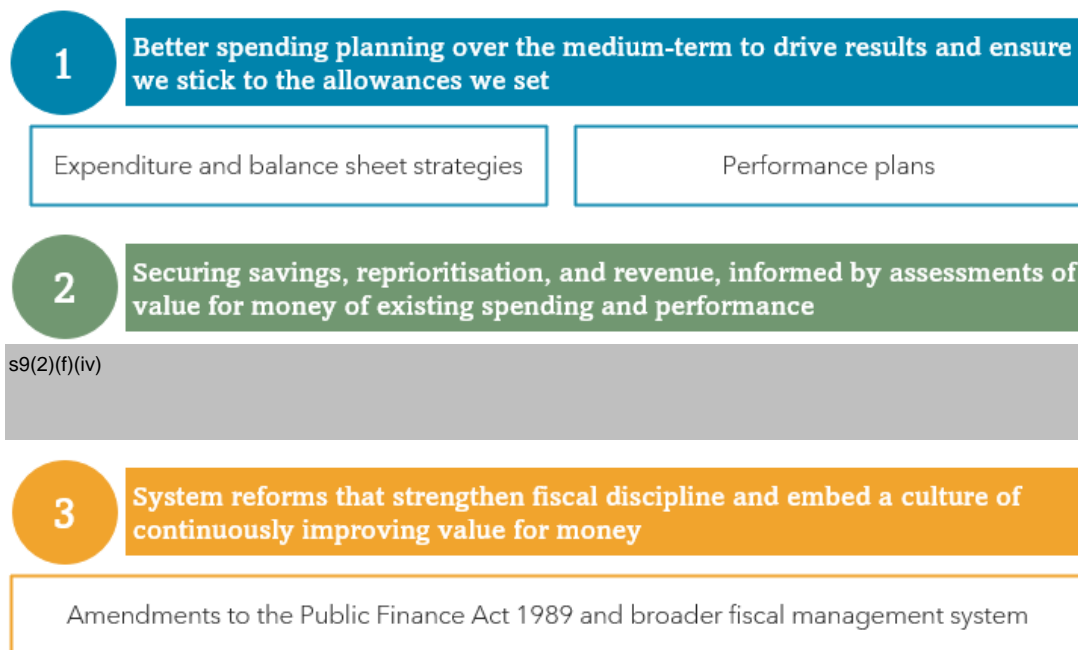 1
Better spending planning over the medium-term to drive results and ensure
we stick to the allowances we set
Expenditure and balance sheet strategies
Performance plans
2
Securing savings, reprioritisation, and revenue, informed by assessments of
value for money of existing spending and performance
s9(2)(f)(iv)
3
System reforms that strengthen fiscal discipline and embed a culture of
continuously improving value for money
Amendments to the Public Finance Act 1989 and broader fiscal management system